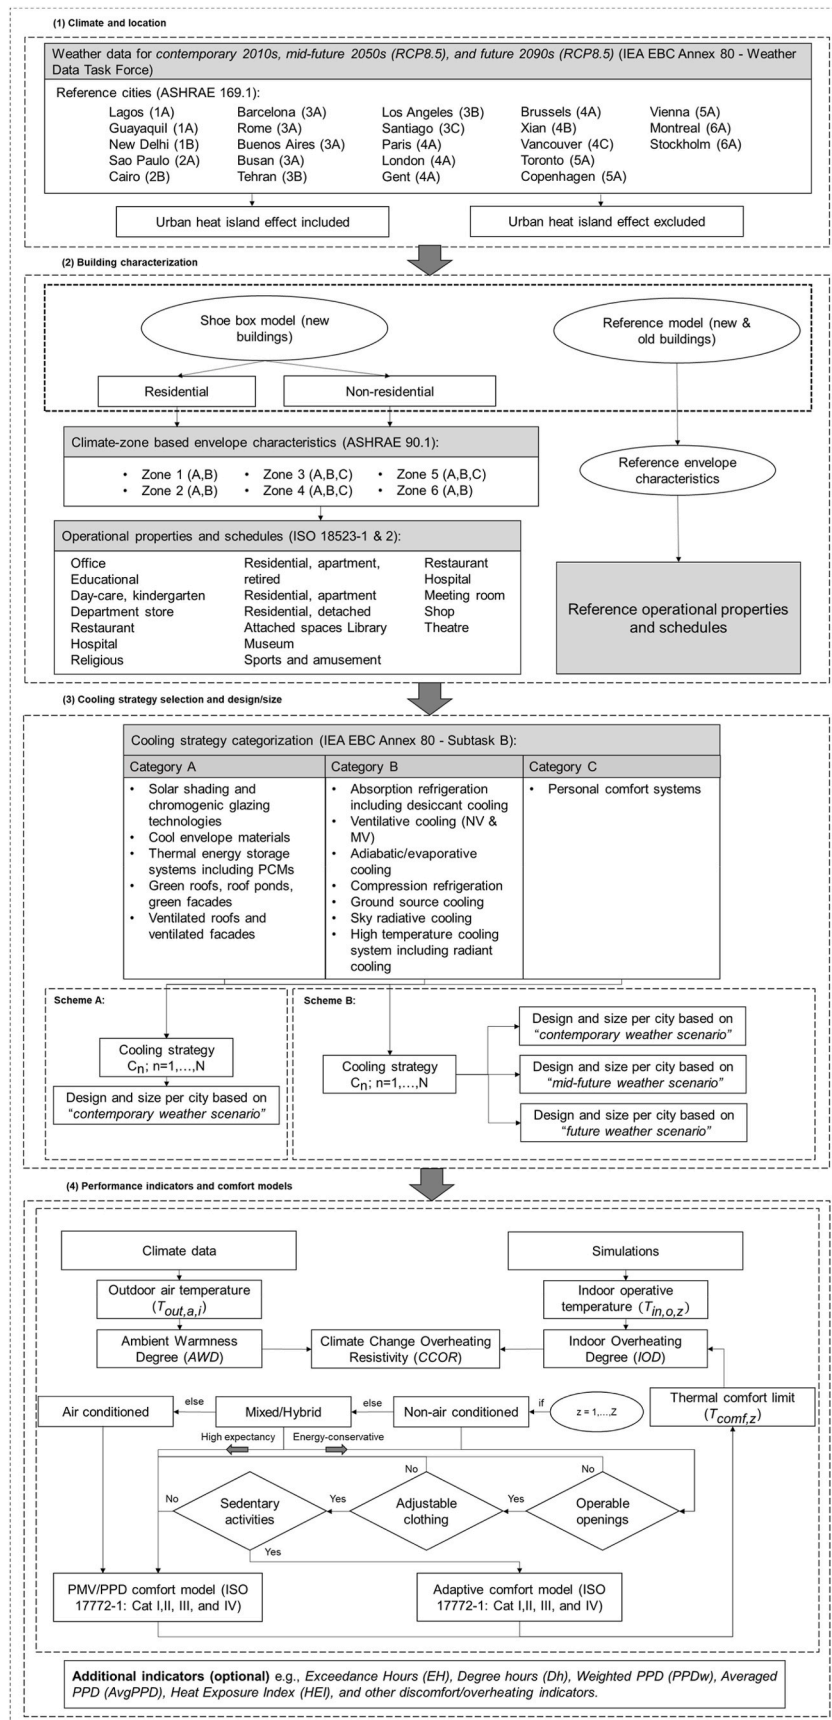 (1) Climate and location
Weather data for contemporary 2010s, mid-future 2050s (RCP8.5), and future 2090s (RCP8.5) (IEA EBC Annex 80 - Weather
Data Task Force)
Reference cities (ASHRAE 169.1):
Lagos (1A)
Guayaquil (1A)
New Delhi (1B)
Sao Paulo (2A)
Cairo (2B)
Barcelona (3A)
Rome (3A)
Buenos Aires (3A)
Busan (3A)
Tehran (3B)
Los Angeles (3B)
Santiago (3C)
Paris (4A)
London (4A)
Gent (4A)
Brussels (4A)
Xian (4B)
Vancouver (4C)
Toronto (5A)
Copenhagen (5A)
Vienna (5A)
Montreal (6A)
Stockholm (6A)
Urban heat island effect included
Urban heat island effect excluded
(2) Building characterization
Shoe box model (new
buildings)
Reference model (new &
old buildings)
Residential
Non-residential
Climate-zone based envelope characteristics (ASHRAE 90.1):
• Zone 1 (A,B)
• Zone 2 (A,B)
• Zone 3 (A,B,C)
• Zone 4 (A,B,C)
• Zone 5 (A,B,C)
• Zone 6 (A,B)
Reference envelope
characteristics
Operational properties and schedules (ISO 18523-1 & 2):
Office
Educational
Day-care, kindergarten
Department store
Restaurant
Hospital
Religious
Residential, apartment,
retired
Residential, apartment
Residential, detached
Attached spaces Library
Museum
Sports and amusement
Restaurant
Hospital
Meeting room
Shop
Theatre
Reference operational properties
and schedules
(3) Cooling strategy selection and design/size
Cooling strategy categorization (IEA EBC Annex 80 - Subtask B):
Category A
• Solar shading and
chromogenic glazing
technologies
• Cool envelope materials
• Thermal energy storage
systems including PCMs
• Green roofs, roof ponds,
green facades
• Ventilated roofs and
ventilated facades
Category B
• Absorption refrigeration
including desiccant cooling
• Ventilative cooling (NV &
MV)
• Adiabatic/evaporative
cooling
• Compression refrigeration
• Ground source cooling
• Sky radiative cooling
• High temperature cooling
system including radiant
cooling
Category C
• Personal comfort systems
Scheme A:
Cooling strategy
Cn; n=1,...,N
Design and size per city based on
“contemporary weather scenario”
Scheme B:
Cooling strategy
Cn; n=1,...,N
Design and size per city based on
“contemporary weather scenario”
Design and size per city based on
“mid-future weather scenario”
Design and size per city based on
“future weather scenario”
(4) Performance indicators and comfort models
Climate data
Simulations
Outdoor air temperature
(Tout,a,i)
Indoor operative
temperature (Tin,o,z)
Ambient Warmness
Degree (AWD)
Climate Change Overheating
Resistivity (CCOR)
Indoor Overheating
Degree (IOD)
Thermal comfort limit
(Tcomf,z)
Air conditioned
else
Mixed/Hybrid
else
Non-air conditioned
if
z = 1,...,Z
High expectancy
Energy-conservative
No
No
No
Sedentary
activities
Yes
Adjustable
clothing
Yes
Operable
openings
Yes
PMV/PPD comfort model (ISO
17772-1: Cat I,II, III, and IV)
Adaptive comfort model (ISO
17772-1: Cat I,II, III, and IV)
Additional indicators (optional) e.g., Exceedance Hours (EH), Degree hours (Dh), Weighted PPD (PPDw), Averaged
PPD (AvgPPD), Heat Exposure Index (HEI), and other discomfort/overheating indicators.